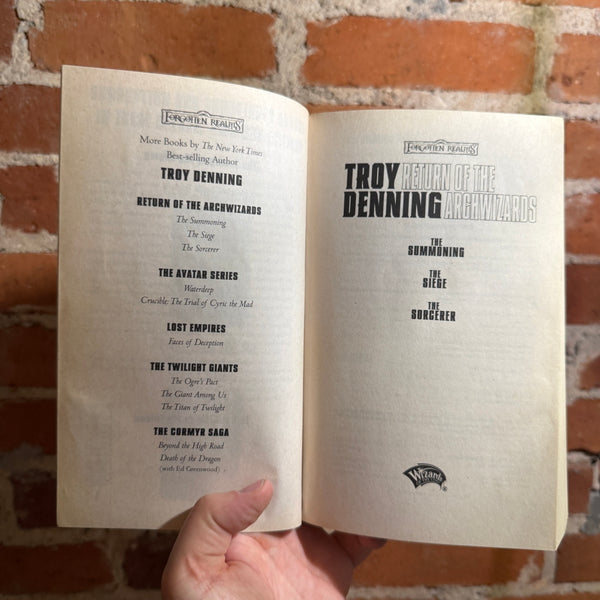 FORGOTTEN REALMS
More Books by The New York Times
Best-selling Author
TROY DENNING
RETURN OF THE ARCHWIZARDS
The Summoning
The Siege
The Sorcerer
THE AVATAR SERIES
Waterdeep
Crucible: The Trial of Cyric the Mad
LOST EMPIRES
Faces of Deception
THE TWILIGHT GIANTS
The Ogre's Pact
The Giant Among Us
The Titan of Twilight
THE CORMYR SAGA
Beyond the High Road
Death of the Dragon
(with Ed Greenwood)
FORGOTTEN REALMS
TROY RETURN OF THE
DENNING ARCHWIZARDS
THE
SUMMONING
THE
SIEGE
THE
SORCERER
Wizards
®